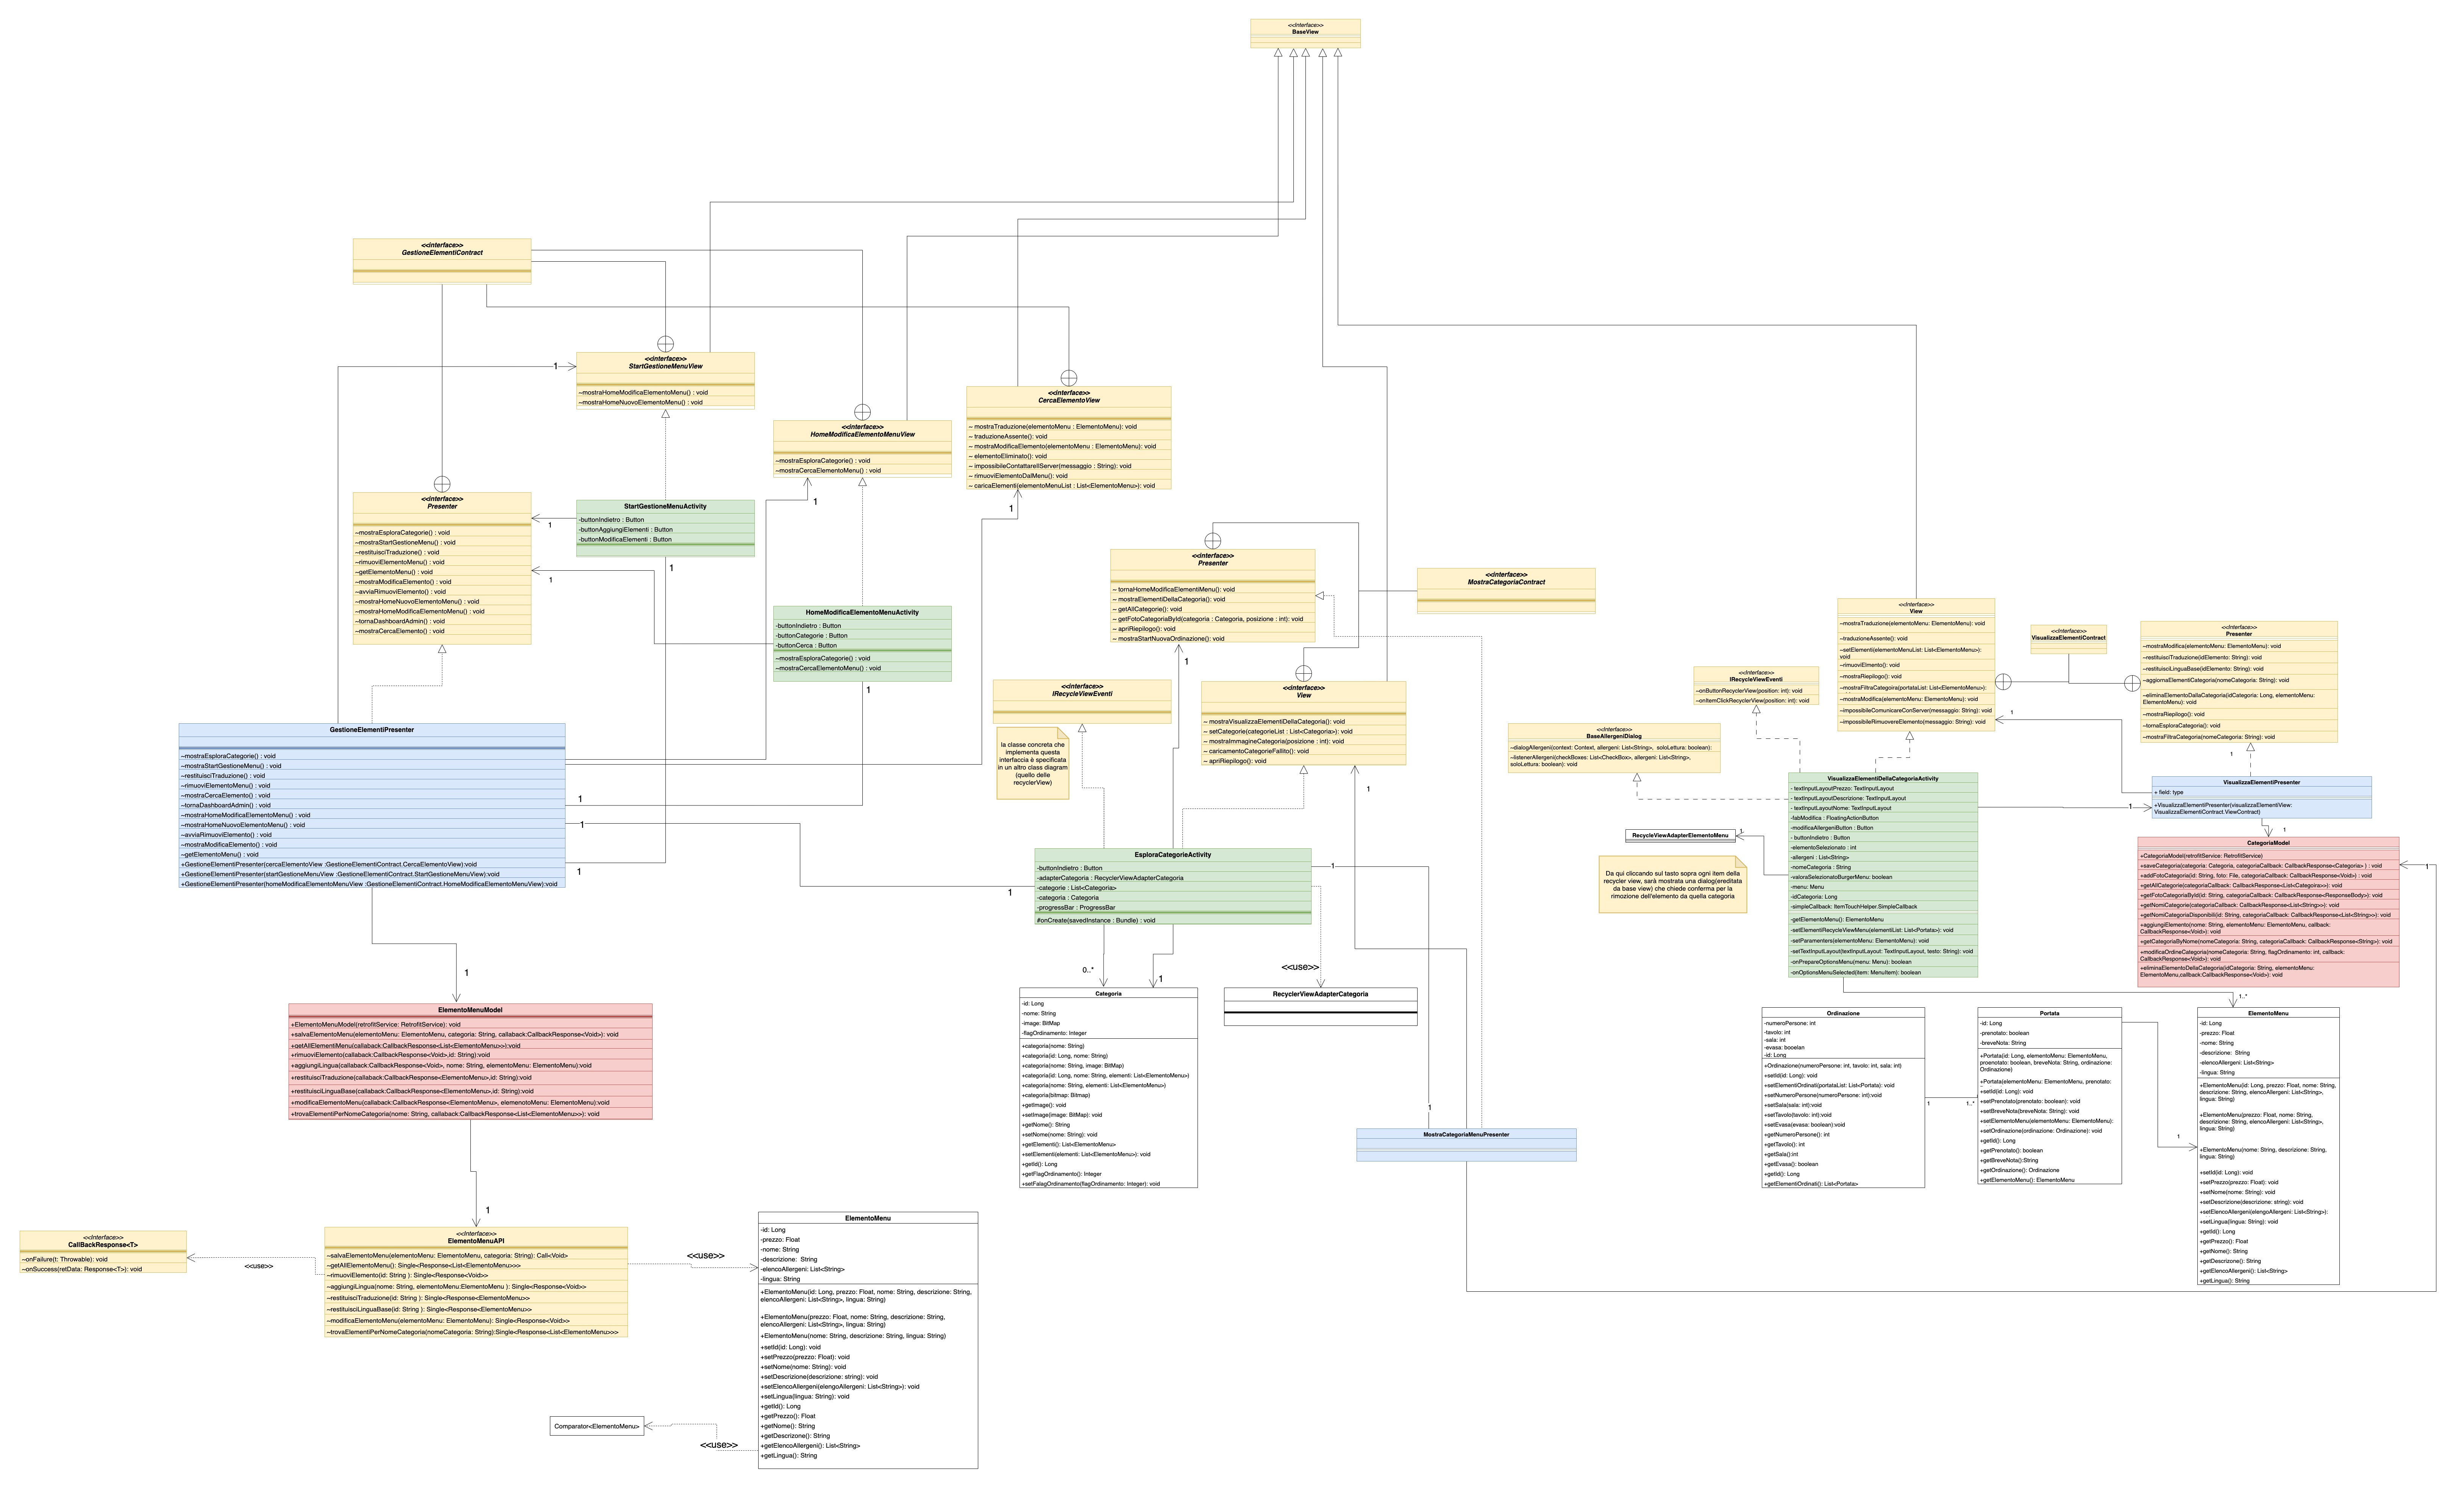 <<Interface>>
BaseView
<<interface>>
GestioneElementiContract
<<interface>>
StartGestioneMenuView
~mostraHomeModificaElementoMenu() : void
~mostraHomeNuovoElementoMenu() : void
1
<<interface>>
HomeModificaElementoMenuView
~mostraEsploraCategorie() : void
~mostraCercaElementoMenu() : void
<<interface>>
CercaElementoView
~ mostraTraduzione(elementoMenu : ElementoMenu): void
~ traduzioneAssente(): void
~ mostraModificaElemento(elementoMenu : ElementoMenu): void
~ elementoEliminato(): void
~ impossibileContattareIlServer(messaggio : String): void
~ rimuoviElementoDalMenu(): void
~ caricaElementi(elementoMenuList : List<ElementoMenu>): void
1
1
<<interface>>
Presenter
~mostraEsploraCategorie() : void
~mostraStartGestioneMenu() : void
~restituisciTraduzione() : void
~rimuoviElementoMenu() : void
~getElementoMenu() : void
~mostraModificaElemento() : void
~avviaRimuoviElemento() : void
~mostraHomeNuovoElementoMenu() : void
~mostraHomeModificaElementoMenu() : void
~tornaDashboardAdmin() : void
~mostraCercaElemento() : void
StartGestioneMenuActivity
-buttonIndietro : Button
-buttonAggiungiElementi : Button
-buttonModificaElementi : Button
1
1
1
HomeModificaElementoMenuActivity
-buttonIndietro : Button
-buttonCategorie : Button
-buttonCerca : Button
~mostraEsploraCategorie() : void
~mostraCercaElementoMenu() : void
1
<<interface>>
Presenter
~ tornaHomeModificaElementiMenu(): void
~ mostraElementiDellaCategoria(): void
~ getAllCategorie(): void
~ getFotoCategoriaById(categoria : Categoria, posizione : int): void
~ apriRiepilogo(): void
~ mostraStartNuovaOrdinazione(): void
<<interface>>
MostraCategoriaContract
1
<<interface>>
IRecycleViewEventi
la classe concreta che
implementa questa
interfaccia è specificata
in un altro class diagram
(quello delle
recyclerView)
<<interface>>
View
~ mostraVisualizzaElementiDellaCategoria(): void
~ setCategorie(categorieList : List<Categoria>): void
~ mostraImmagineCategoria(posizione : int): void
~ caricamentoCategorieFallito(): void
~ apriRiepilogo(): void
1
<<Interface>>
View
~mostraTraduzione(elementoMenu: ElementoMenu): void
~traduzioneAssente(): void
~setElementi(elementoMenuList: List<ElementoMenu>):
void
~rimuoviElmento(): void
~mostraRiepilogo(): void
~mostraFiltraCategoira(portataList: List<ElementoMenu>):
~mostraModifica(elementoMenu: ElementoMenu): void
~impossibileComunicareConServer(messaggio: String): void
~impossibileRimuovereElemento(messaggio: String): void
<<Interface>>
VisualizzaElementiContract
<<Interface>>
Presenter
~mostraModifica(elementoMenu: ElementoMenu): void
~restituisciTraduzione(idElemento: String): void
~restituisciLinguaBase(idElemento: String): void
~aggiornaElementiCategoria(nomeCategoria: String): void
~eliminaElementoDallaCategoria(idCategoria: Long, elementoMenu:
ElementoMenu): void
~mostraRiepilogo(): void
~tornaEsploraCategoria(): void
~mostraFiltraCategoria(nomeCategoria: String): void
1
1
<<Interface>>
IRecycleViewEventi
~onButtonRecyclerView(position: int): void
~onItemClickRecyclerView(position: int): void
<<Interface>>
BaseAllergeniDialog
~dialogAllergeni(context: Context, allergeni: List<String>, soloLettura: boolean):
~listenerAllergeni(checkBoxes: List<CheckBox>, allergeni: List<String>,
soloLettura: boolean): void
GestioneElementiPresenter
~mostraEsploraCategorie() : void
~mostraStartGestioneMenu() : void
~restituisciTraduzione() : void
~rimuoviElementoMenu() : void
~mostraCercaElemento() : void
~tornaDashboardAdmin() : void
~mostraHomeModificaElementoMenu() : void
~mostraHomeNuovoElementoMenu() : void
~avviaRimuoviElemento() : void
~mostraModificaElemento() : void
~getElementoMenu() : void
+GestioneElementiPresenter(cercaElementoView :GestioneElementiContract.CercaElementoView):void
+GestioneElementiPresenter(startGestioneMenuView :GestioneElementiContract.StartGestioneMenuView):void
+GestioneElementiPresenter(homeModificaElementoMenuView :GestioneElementiContract.HomeModificaElementoMenuView):void
1
1
1
1
EsploraCategorieActivity
-buttonIndietro : Button
-adapterCategoria : RecyclerViewAdapterCategoria
-categorie : List<Categoria>
-categoria : Categoria
-progressBar : ProgressBar
#onCreate(savedInstance : Bundle) : void
1
VisualizzaElementiDellaCategoriaActivity
- textInputLayoutPrezzo: TextInputLayout
- textInputLayoutDescrizione: TextInputLayout
- textInputLayoutNome: TextInputLayout
-fabModifica : FloatingActionButton
-modificaAllergeniButton : Button
- buttonIndietro : Button
-elementoSelezionato : int
-allergeni : List<String>
-nomeCategoria : String
-valoraSelezionatoBurgerMenu: boolean
-menu: Menu
-idCategoria: Long
-simpleCallback: ItemTouchHelper.SimpleCallback
-getElementoMenu(): ElementoMenu
-setElementiRecycleViewMenu(elementiList: List<Portata>): void
-setParamenters(elementoMenu: ElementoMenu): void
-setTextInputLayout(textInputLayout: TextInputLayout, testo: String): void
-onPrepareOptionsMenu(menu: Menu): boolean
-onOptionsMenuSelected(item: MenuItem): boolean
RecycleViewAdapterElementoMenu
1.
Da qui cliccando sul tasto sopra ogni item della
recycler view, sarà mostrata una dialog(ereditata
da base view) che chiede conferma per la
rimozione dell'elemento da quella categoria
1
VisualizzaElementiPresenter
+ field: type
+VisualizzaElementiPresenter(visualizzaElementiView:
VisualizzaElementiContract.ViewContract)
1
CategoriaModel
+CategoriaModel(retrofitService: RetrofitService)
+saveCategoria(categoria: Categoria, categoriaCallback: CallbackResponse<Categoria> ) : void
+addFotoCategoria(id: String, foto: File, categoriaCallback: CallbackResponse<Void>) : void
+getAllCategorie(categoriaCallback: CallbackResponse<List<Categoira>>): void
+getFotoCategoriaById(id: String, categoriaCallback: CallbackResponse<ResponseBody>): void
+getNomiCategorie(categoriaCallback: CallbackResponse<List<String>>): void
+getNomiCategorieDisponibili(id: String, categoriaCallback: CallbackResponse<List<String>>): void
+aggiungiElemento(nome: String, elementoMenu: ElementoMenu, callback:
CallbackResponse<Void>): void
+getCategoriaByNome(nomeCategoria: String, categoriaCallback: CallbackResponse<String>): void
+modificaOrdineCategoria(nomeCategoria: String, flagOrdinamento: int, callback:
CallbackResponse<Void>): void
+eliminaElementoDellaCategoria(idCategoria: String, elementoMenu:
ElementoMenu,callback:CallbackResponse<Void>): void
1
1
0..*
1
<<use>>
ElementoMenuModel
+ElementoMenuModel(retrofitService: RetrofitService): void
+salvaElementoMenu(elementoMenu: ElementoMenu, categoria: String, callaback:CallbackResponse<Void>): void
+getAllElementiMenu(callaback:CallbackResponse<List<ElementoMenu>>):void
+rimuoviElemento(callaback:CallbackResponse<Void>,id: String):void
+aggiungiLingua(callaback:CallbackResponse<Void>, nome: String, elementoMenu: ElementoMenu):void
+restituisciTraduzione(callaback:CallbackResponse<ElementoMenu>,id: String):void
+restituisciLinguaBase(callaback:CallbackResponse<ElementoMenu>,id: String):void
+modificaElementoMenu(callaback:CallbackResponse<ElementoMenu>, elemenotoMenu: ElementoMenu):void
+trovaElementiPerNomeCategoria(nome: String, callaback:CallbackResponse<List<ElementoMenu>>): void
1
Categoria
-id: Long
-nome: String
-image: BitMap
-flagOrdinamento: Integer
+categoria(nome: String)
+categoria(id: Long, nome: String)
+categoria(nome: String, image: BitMap)
+categoria(id: Long, nome: String, elementi: List<ElementoMenu>)
+categoria(nome: String, elementi: List<ElementoMenu>)
+categoria(bitmap: Bitmap)
+getImage(): void
+setImage(image: BitMap): void
+getNome(): String
+setNome(nome: String): void
+getElementi(): List<ElementoMenu>
+setElementi(elementi: List<ElementoMenu>): void
+getId(): Long
+getFlagOrdinamento(): Integer
+setFalagOrdinamento(flagOrdinamento: Integer): void
RecyclerViewAdapterCategoria
1
MostraCategoriaMenuPresenter
Ordinazione
-numeroPersone: int
-tavolo: int
-sala: int
-evasa: booelan
-id: Long
+Ordinazione(numeroPersone: int, tavolo: int, sala: int)
+setId(id: Long): void
+setElementiOrdinati(portataList: List<Portata>): void
+setNumeroPersone(numeroPersone: int):void
+setSala(sala: int):void
+setTavolo(tavolo: int):void
+setEvasa(evasa: boolean):void
+getNumeroPersone(): int
+getTavolo(): int
+getSala():int
+getEvasa(): boolean
+getId(): Long
+getElementiOrdinati(): List<Portata>
1
1..*
Portata
-id: Long
-prenotato: boolean
-breveNota: String
+Portata(id: Long, elementoMenu: ElementoMenu,
proenotato: boolean, breveNota: String, ordinazione:
Ordinazione)
+Portata(elementoMenu: ElementoMenu, prenotato:
+setId(id: Long): void
+setPrenotato(prenotato: boolean): void
+setBreveNota(breveNota: String): void
+setElementoMenu(elementoMenu: ElementoMenu):
+setOrdinazione(ordinazione: Ordinazione): void
+getId(): Long
+getPrenotato(): boolean
+getBreveNota():String
+getOrdinazione(): Ordinazione
+getElementoMenu(): ElementoMenu
1
1..*
ElementoMenu
-id: Long
-prezzo: Float
-nome: String
-descrizione: String
-elencoAllergeni: List<String>
-lingua: String
+ElementoMenu(id: Long, prezzo: Float, nome: String,
descrizione: String, elencoAllergeni: List<String>,
lingua: String)
+ElementoMenu(prezzo: Float, nome: String,
descrizione: String, elencoAllergeni: List<String>,
lingua: String)
+ElementoMenu(nome: String, descrizione: String,
lingua: String)
+setId(id: Long): void
+setPrezzo(prezzo: Float): void
+setNome(nome: String): void
+setDescrizione(descrizione: string): void
+setElencoAllergeni(elengoAllergeni: List<String>):
+setLingua(lingua: String): void
+getId(): Long
+getPrezzo(): Float
+getNome(): String
+getDescrizone(): String
+getElencoAllergeni(): List<String>
+getLingua(): String
<<Interface>>
CallBackResponse<T>
~onFailure(t: Throwable): void
~onSuccess(retData: Response<T>): void
<<use>>
1
<<Interface>>
ElementoMenuAPI
~salvaElementoMenu(elementoMenu: ElementoMenu, categoria: String): Call<Void>
~getAllElementoMenu(): Single<Response<List<ElementoMenu>>>
~rimuoviElemento(id: String ): Single<Response<Void>>
~aggiungiLingua(nome: String, elementoMenu:ElementoMenu ): Single<Response<Void>>
~restituisciTraduzione(id: String ): Single<Response<ElementoMenu>>
~restituisciLinguaBase(id: String ): Single<Response<ElementoMenu>>
~modificaElementoMenu(elementoMenu: ElementoMenu): Single<Response<Void>>
~trovaElementiPerNomeCategoria(nomeCategoria: String):Single<Response<List<ElementoMenu>>>
<<use>>
ElementoMenu
-id: Long
-prezzo: Float
-nome: String
-descrizione: String
-elencoAllergeni: List<String>
-lingua: String
+ElementoMenu(id: Long, prezzo: Float, nome: String, descrizione: String,
elencoAllergeni: List<String>, lingua: String)
+ElementoMenu(prezzo: Float, nome: String, descrizione: String,
elencoAllergeni: List<String>, lingua: String)
+ElementoMenu(nome: String, descrizione: String, lingua: String)
+setId(id: Long): void
+setPrezzo(prezzo: Float): void
+setNome(nome: String): void
+setDescrizione(descrizione: string): void
+setElencoAllergeni(elengoAllergeni: List<String>): void
+setLingua(lingua: String): void
+getId(): Long
+getPrezzo(): Float
+getNome(): String
+getDescrizone(): String
+getElencoAllergeni(): List<String>
+getLingua(): String
Comparator<ElementoMenu>
<<use>>